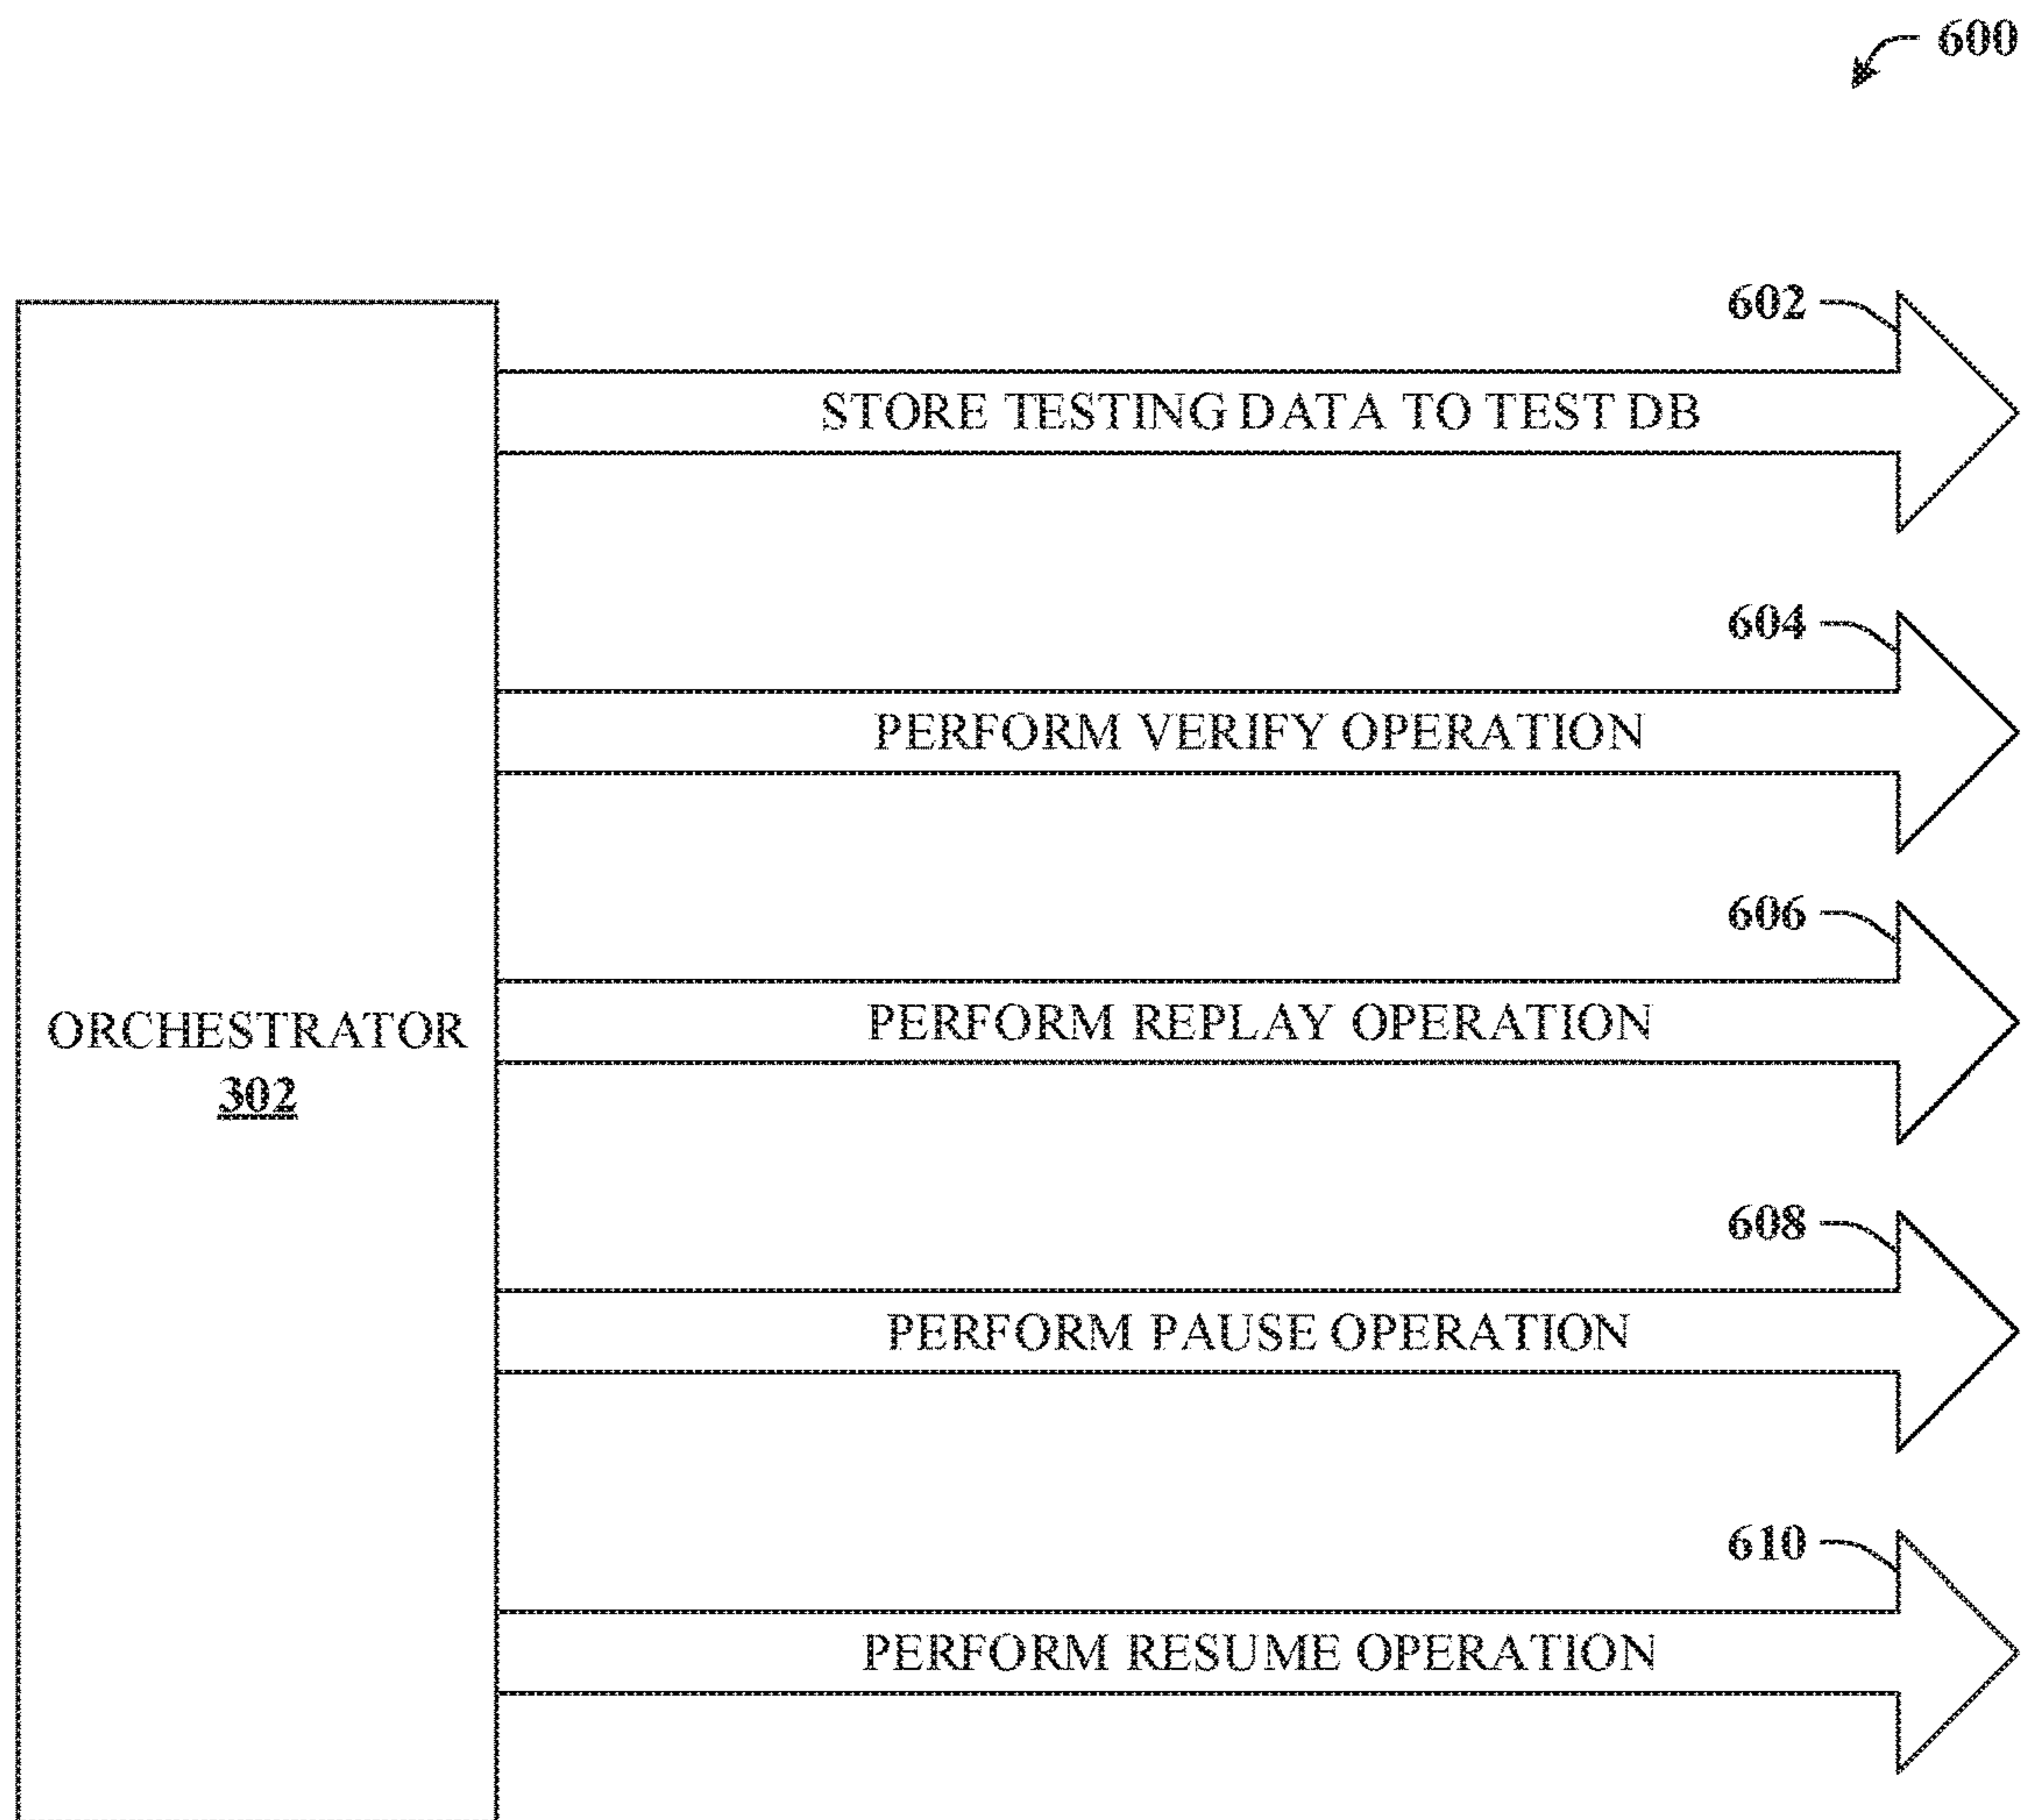 600
602
STORE TESTING DATA TO TEST DB
604
PERFORM VERIFY OPERATION
606
PERFORM REPLAY OPERATION
ORCHESTRATOR
302
608
PERFORM PAUSE OPERATION
610
PERFORM RESUME OPERATION